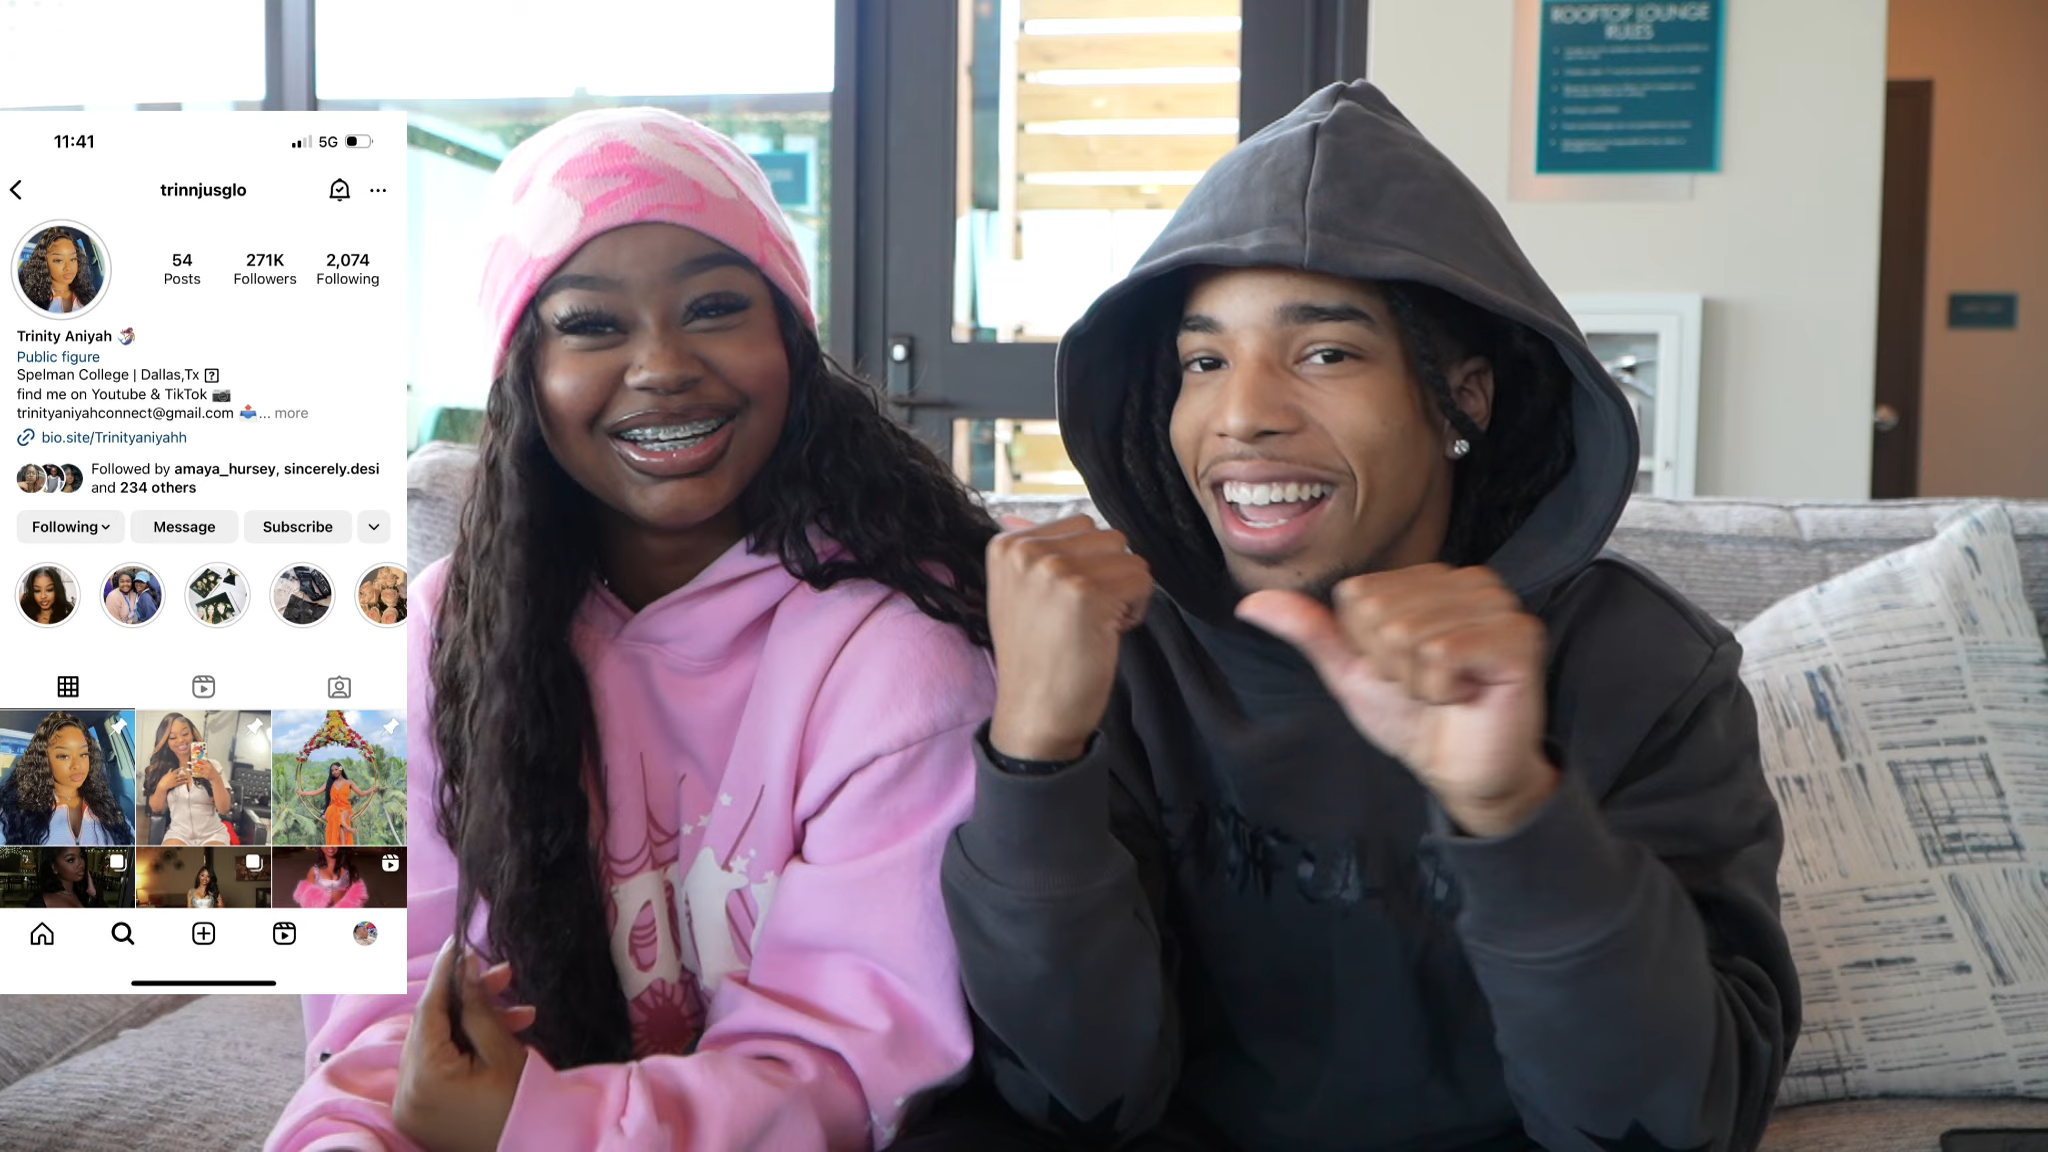 11:41
5G
trinnjusglo
54
271K
2,074
Posts
Followers
Following
Trinity Aniyah
Public figure
Spelman College | Dallas,Tx
find me on Youtube & TikTok
trinityaniyahconnect@gmail.com ... more
bio.site/Trinityaniyahh
Followed by amaya_hursey, sincerely.desi
and 234 others
Following
Message
Subscribe
ROOFTOP LOUNGE
RULES